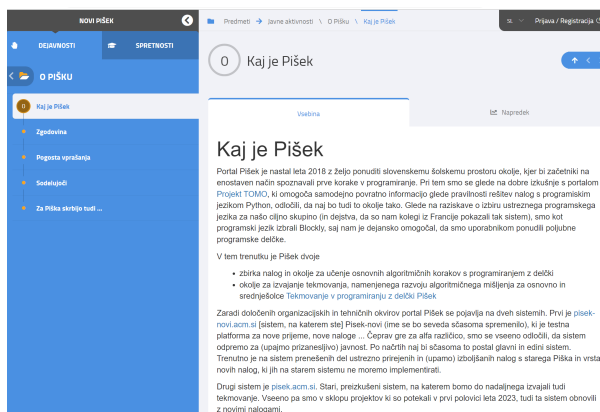 NOVI PIŠEK
Predmeti → Javne aktivnosti \ O Pišku \ Kaj je Pišek
SL
Prijava / Registracija
DEJAVNOSTI
SPRETNOSTI
O PIŠKU
0 Kaj je Pišek
0 Kaj je Pišek
Zgodovina
Pogosta vprašanja
Sodelujoči
Za Piška skrbijo tudi ...
Vsebina
Napredek
Kaj je Pišek
Portal Pišek je nastal leta 2018 z željo ponuditi slovenskemu šolskemu prostoru okolje, kjer bi začetniki na
enostaven način spoznavali prve korake v programiranje. Pri tem smo se glede na dobre izkušnje s portalom
Projekt TOMO, ki omogoča samodejno povratno informacijo glede pravilnosti rešitev nalog s programiskim
jezikom Python, odločili, da naj bo tudi to okolje tako. Glede na raziskave o izbiru ustreznega programskega
jezika za našo ciljno skupino (in dejstva, da so nam kolegi iz Francije pokazali tak sistem), smo kot
programski jezik izbrali Blockly, saj nam je dejansko omogočal, da smo uporabnikom ponudili poljubne
programske delčke.
V tem trenutku je Pišek dvoje
• zbirka nalog in okolje za učenje osnovnih algoritmičnih korakov s programiranjem z delčki
• okolje za izvajanje tekmovanja, namenjenega razvoju algoritmičnega mišljenja za osnovno in
srednješolce Tekmovanje v programiranju z delčki Pišek
Zaradi določenih organizacijskih in tehničnih okvirov portal Pišek se pojavlja na dveh sistemih. Prvi je pisek-
novi.acm.si [sistem, na katerem ste] Pisek-novi (ime se bo seveda sčasoma spremenilo), ki je testna
platforma za nove prijeme, nove naloge ... Čeprav gre za alfa različico, smo se vseeno odločili, da sistem
odpremo za (upajmo prizanesljivo) javnost. Po načrtih naj bi sčasoma to postal glavni in edini sistem.
Trenutno je na sistem prenešenih del ustrezno prirejenih in (upamo) izboljšanih nalog s starega Piška in vrsta
novih nalog, ki jih na starem sistemu ne moremo implementirati.
Drugi sistem je pisek.acm.si. Stari, preizkušeni sistem, na katerem bomo do nadaljnega izvajali tudi
tekmovanje. Vseeno pa smo v sklopu projektov ki so potekali v prvi polovici leta 2023, tudi ta sistem obnovili
z novimi nalogami.